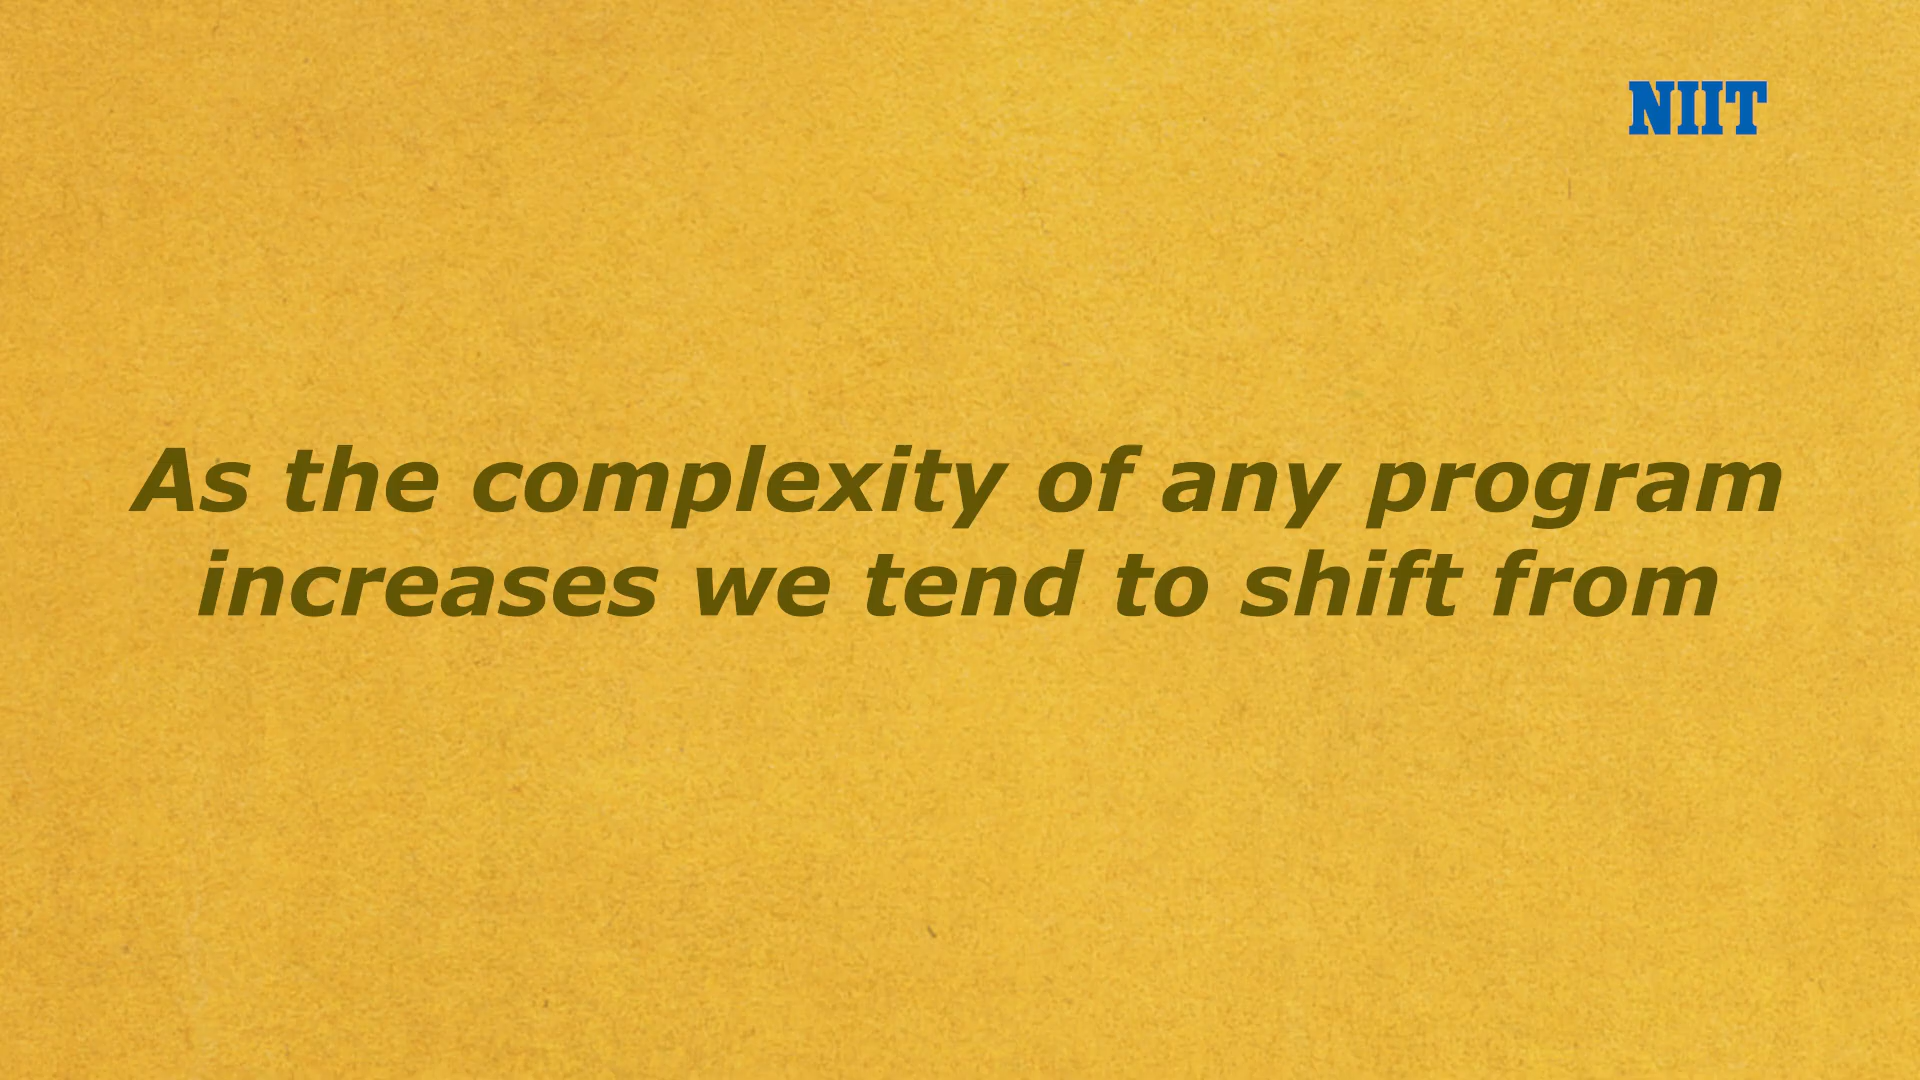 NIIT
As the complexity of any program
increases we tend to shift from